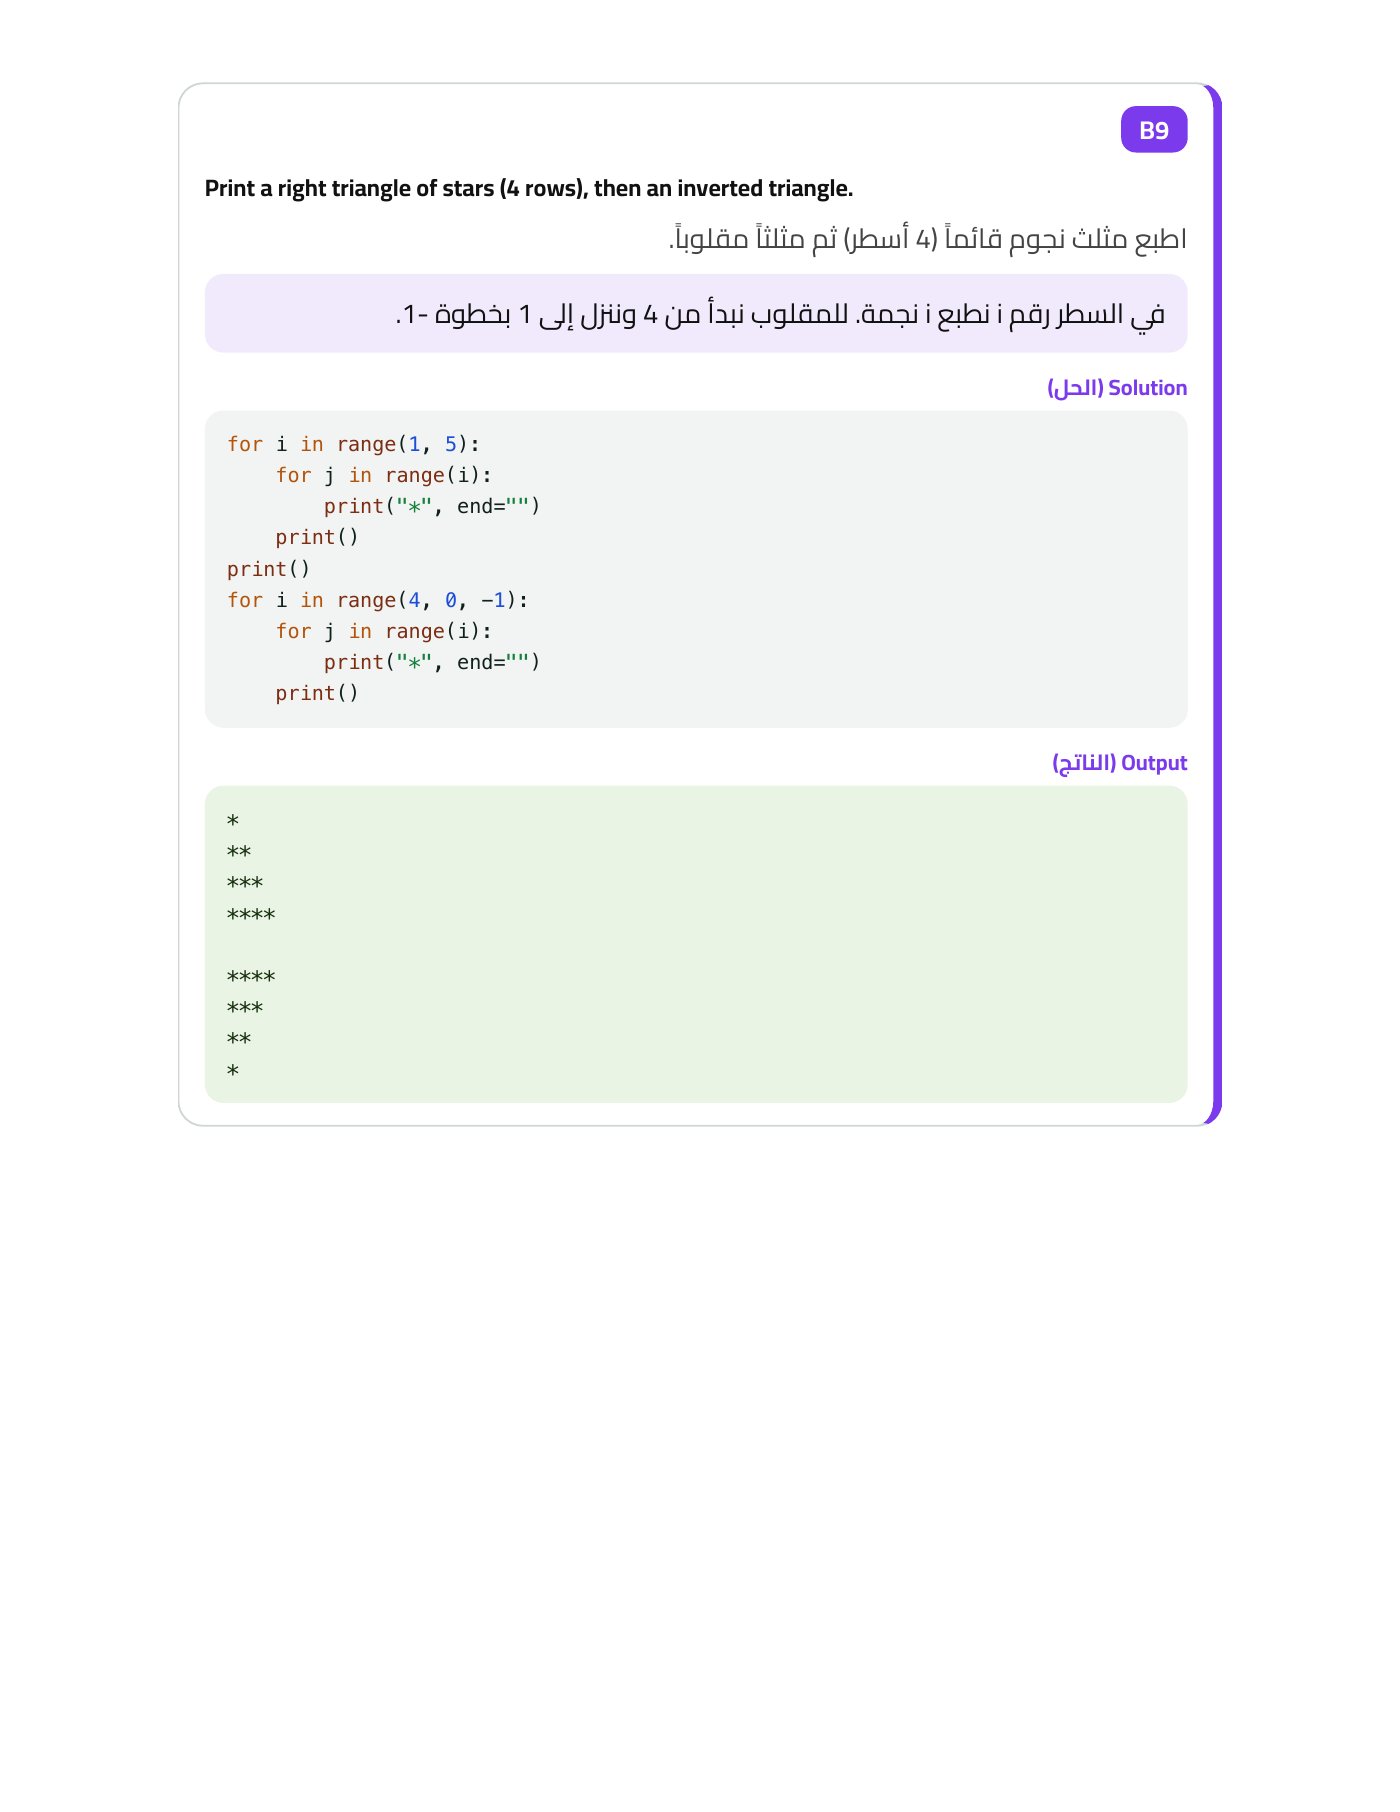 B9
Print a right triangle of stars (4 rows), then an inverted triangle.
اطبع مثلث نجوم قائماً (4 أسطر) ثم مثلثاً مقلوباً.
في السطر رقم i نطبع i نجمة. للمقلوب نبدأ من 4 وننزل إلى 1 بخطوة -1.
Solution (الحل)
for i in range(1, 5):
    for j in range(i):
        print("*", end="")
    print()
print()
for i in range(4, 0, -1):
    for j in range(i):
        print("*", end="")
    print()
Output (الناتج)
*
**
***
****

****
***
**
*